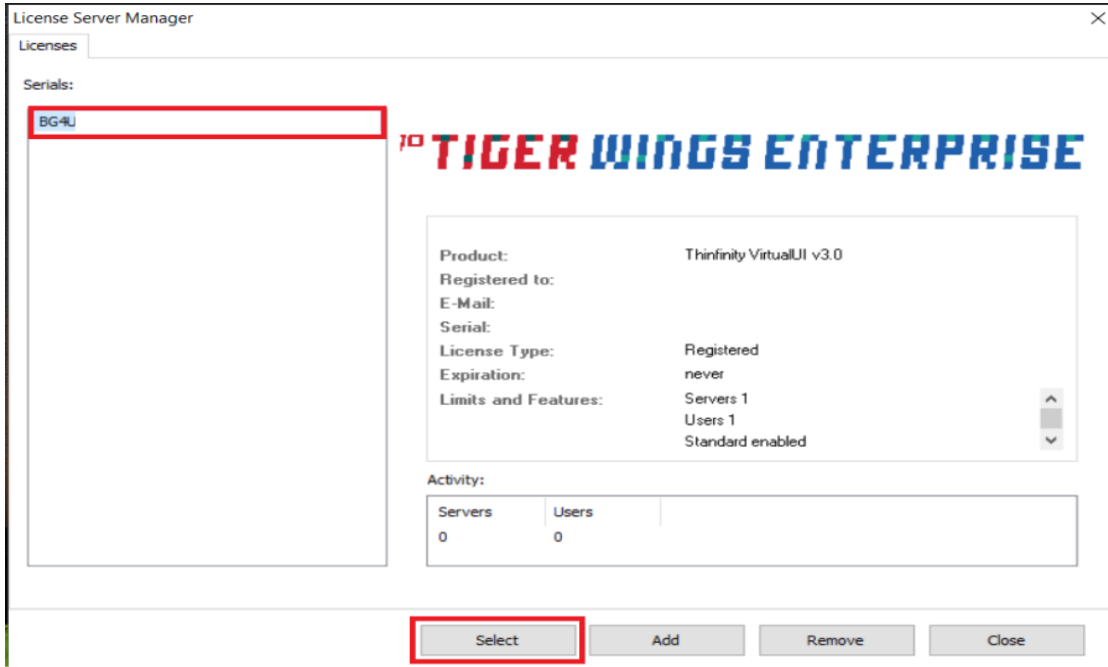 License Server Manager
Licenses
Serials:
BG4U
TIGER WINGS ENTERPRISE
Product: Thinfinity VirtualUI v3.0
Registered to:
E-Mail:
Serial:
License Type: Registered
Expiration: never
Limits and Features: Servers 1
Users 1
Standard enabled
Activity:
Servers Users
0 0
Select Add Remove Close